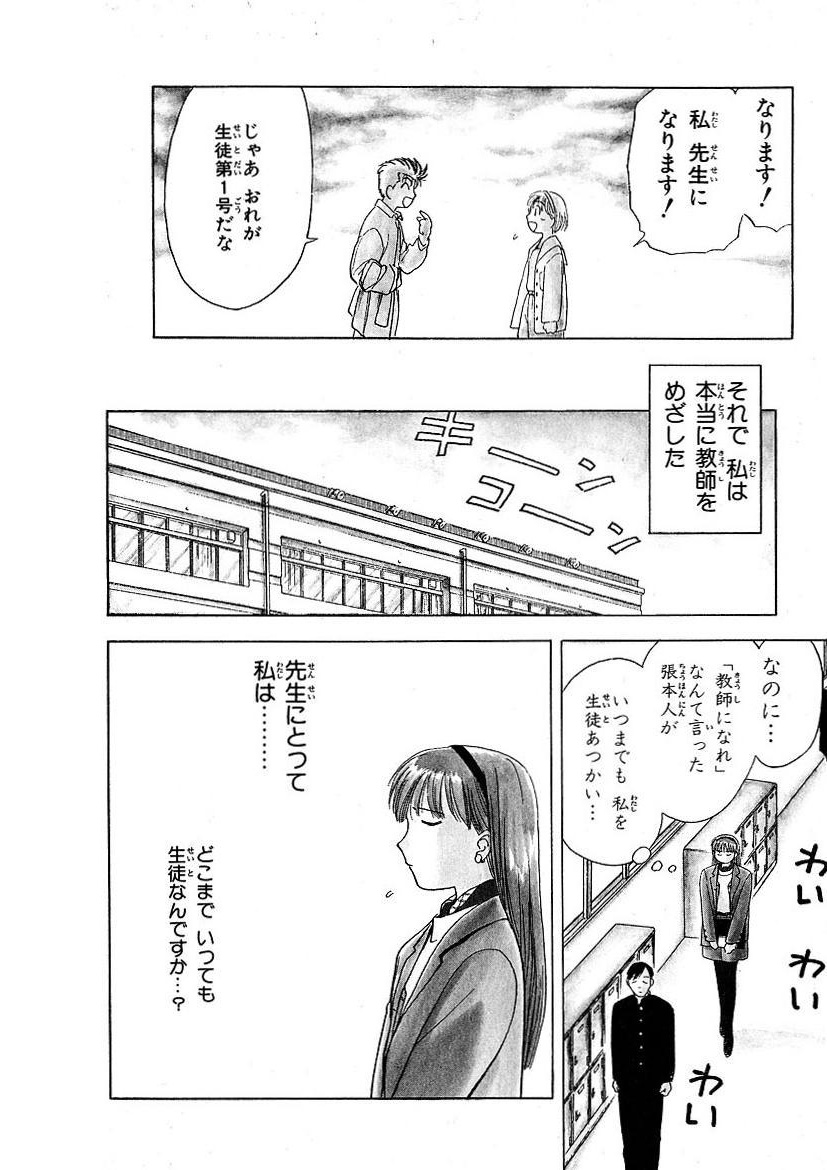 なります！
私 先生に
なります！
じゃあ おれが
生徒第1号だな
それで 私は
本当に教師を
めざした
キーン
コーン
なのに…
「教師になれ」
なんて言った
張本人が
いつまでも 私を
生徒あつかい…
わい
わい
わい
先生にとって
私は………
どこまで いっても
生徒なんですか…？